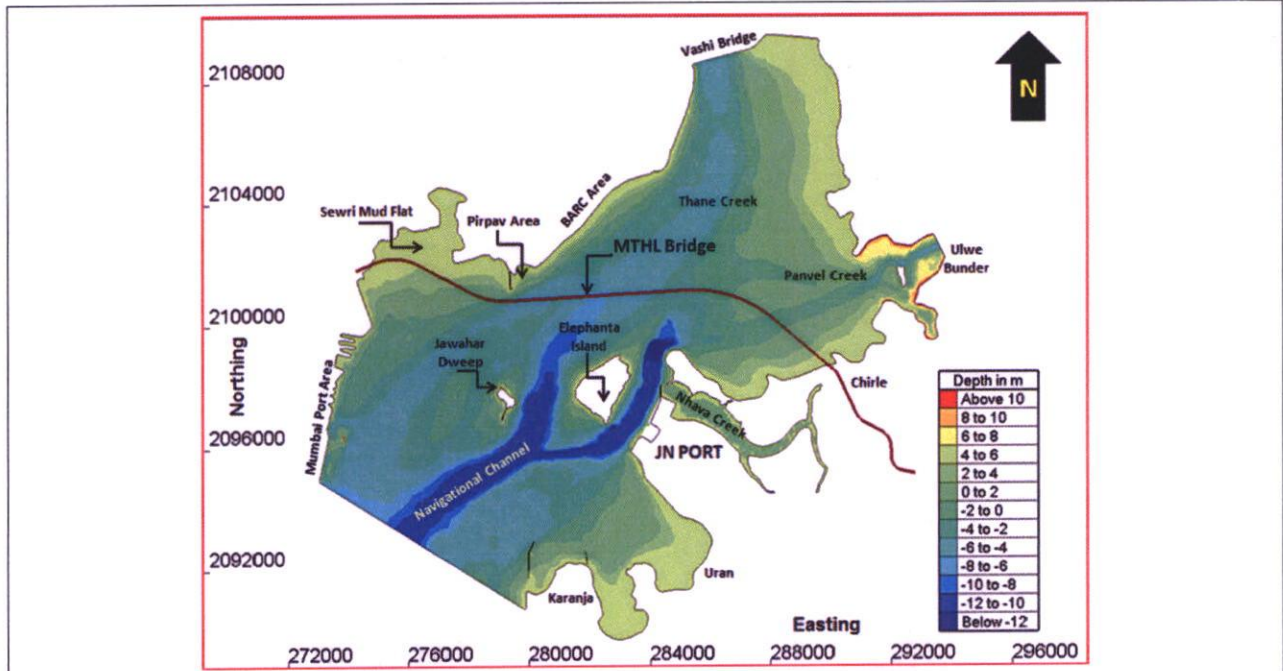 Vashi Bridge
N
2108000
2104000
2100000
2096000
2092000
Northing
BARC Area
Thane Creek
Sewri Mud Flat
Pirpav Area
MTHL Bridge
Ulwe
Bunder
Panvel Creek
Elephanta
Island
Jawahar
Dweep
Chirle
Mumbai Port Area
Nhava Creek
JN PORT
Navigational Channel
Uran
Karanja
Depth in m
Above 10
8 to 10
6 to 8
4 to 6
2 to 4
0 to 2
-2 to 0
-4 to -2
-6 to -4
-8 to -6
-10 to -8
-12 to -10
Below -12
Easting
272000 276000 280000 284000 288000 292000 296000